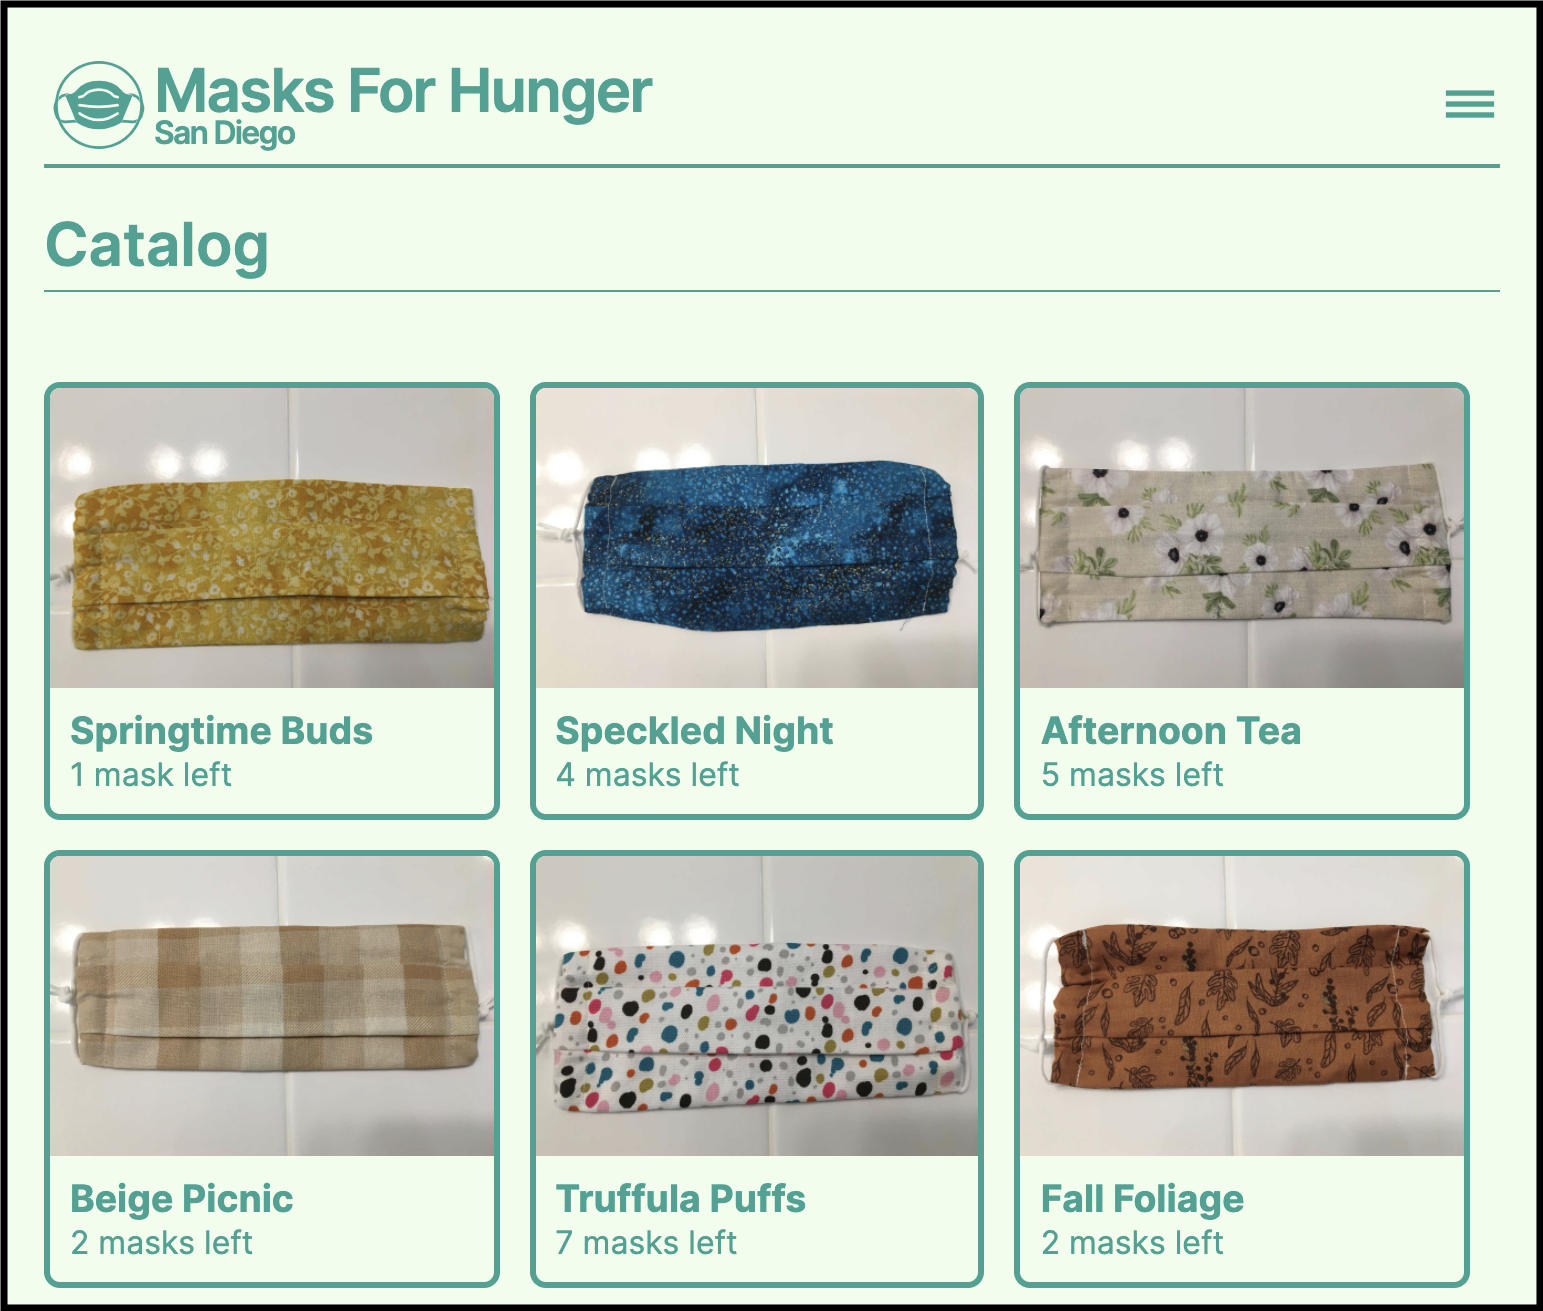 Masks For Hunger
San Diego
Catalog
Springtime Buds
1 mask left
Speckled Night
4 masks left
Afternoon Tea
5 masks left
Beige Picnic
2 masks left
Truffula Puffs
7 masks left
Fall Foliage
2 masks left